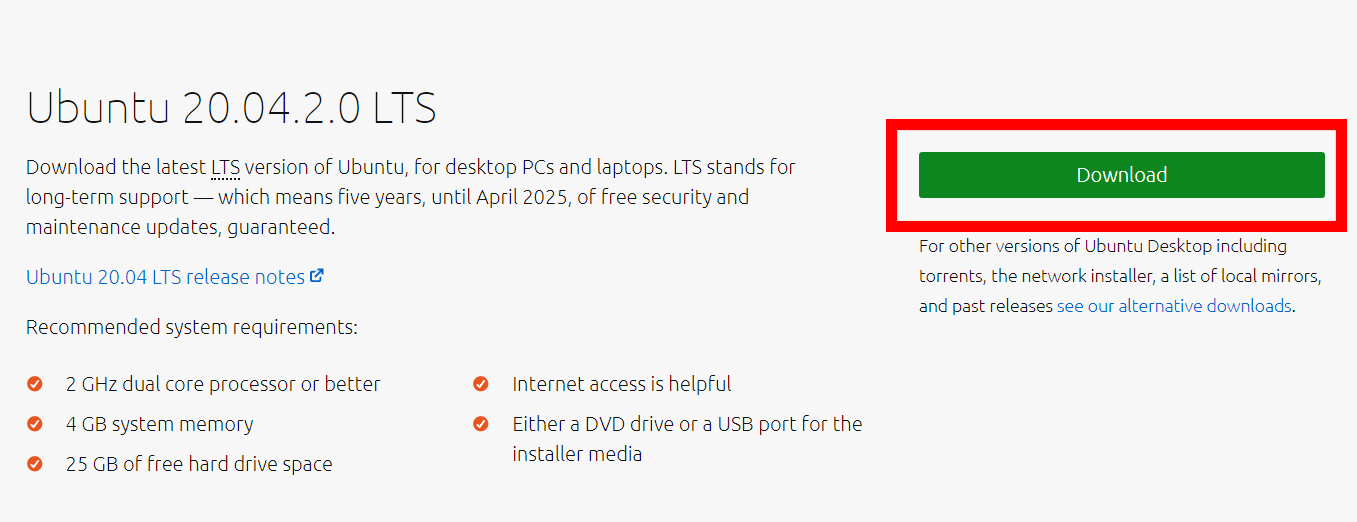 Ubuntu 20.04.2.0 LTS
Download the latest LTS version of Ubuntu, for desktop PCs and laptops. LTS stands for
long-term support — which means five years, until April 2025, of free security and
maintenance updates, guaranteed.
Ubuntu 20.04 LTS release notes
Recommended system requirements:
2 GHz dual core processor or better
4 GB system memory
25 GB of free hard drive space
Internet access is helpful
Either a DVD drive or a USB port for the
installer media
Download
For other versions of Ubuntu Desktop including
torrents, the network installer, a list of local mirrors,
and past releases see our alternative downloads.